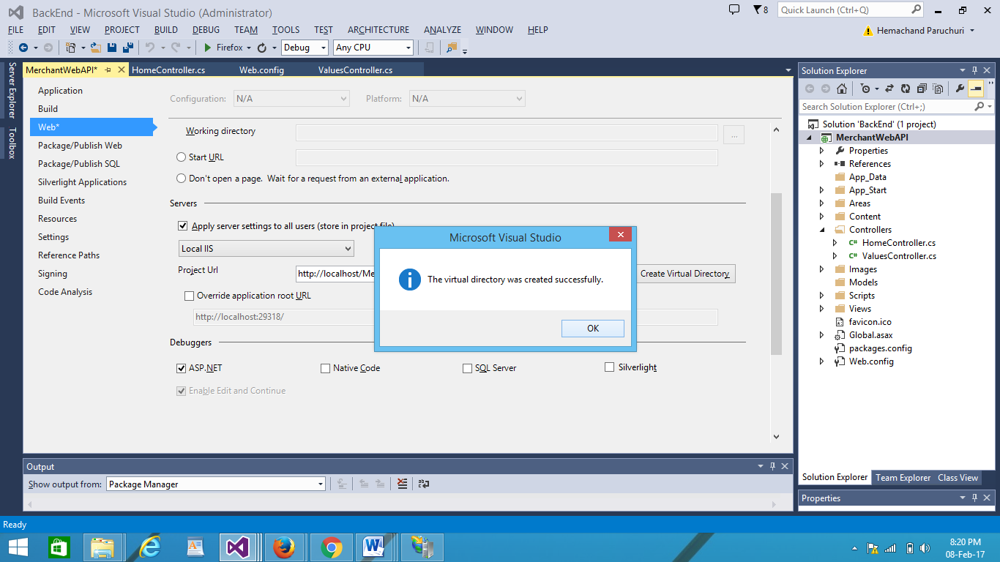 BackEnd - Microsoft Visual Studio (Administrator)
8
Quick Launch (Ctrl+Q)
FILE EDIT VIEW PROJECT BUILD DEBUG TEAM TOOLS TEST ARCHITECTURE ANALYZE WINDOW HELP
Hemachand Paruchuri
Firefox Debug Any CPU
Server Explorer
Toolbox
MerchantWebAPI* HomeController.cs Web.config ValuesController.cs
Application
Build
Web*
Package/Publish Web
Package/Publish SQL
Silverlight Applications
Build Events
Resources
Settings
Reference Paths
Signing
Code Analysis
Configuration: N/A Platform: N/A
Working directory ...
Start URL
Don't open a page. Wait for a request from an external application.
Servers
Apply server settings to all users (store in project file)
Local IIS
Project Url http://localhost/Me Create Virtual Directory
Override application root URL
http://localhost:29318/
Debuggers
ASP.NET Native Code SQL Server Silverlight
Enable Edit and Continue
Microsoft Visual Studio
The virtual directory was created successfully.
OK
Output
Show output from: Package Manager
Solution Explorer
Search Solution Explorer (Ctrl+;)
Solution 'BackEnd' (1 project)
MerchantWebAPI
Properties
References
App_Data
App_Start
Areas
Content
Controllers
C# HomeController.cs
C# ValuesController.cs
Images
Models
Scripts
Views
favicon.ico
Global.asax
packages.config
Web.config
Solution Explorer Team Explorer Class View
Properties
Ready
8:20 PM
08-Feb-17